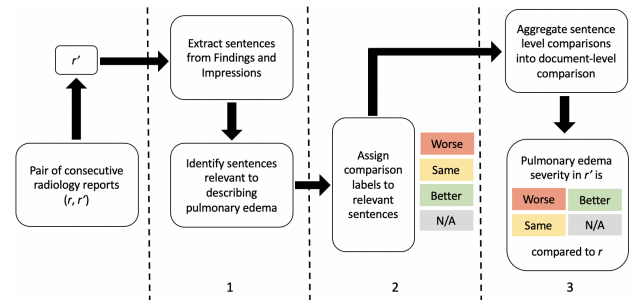 r'
Pair of consecutive
radiology reports
(r, r')
Extract sentences
from Findings and
Impressions
Identify sentences
relevant to
describing
pulmonary edema
1
Assign
comparison
labels to
relevant
sentences
Worse
Same
Better
N/A
2
Aggregate sentence
level comparisons
into document-level
comparison
Pulmonary edema
severity in r' is
Worse Better
Same N/A
compared to r
3